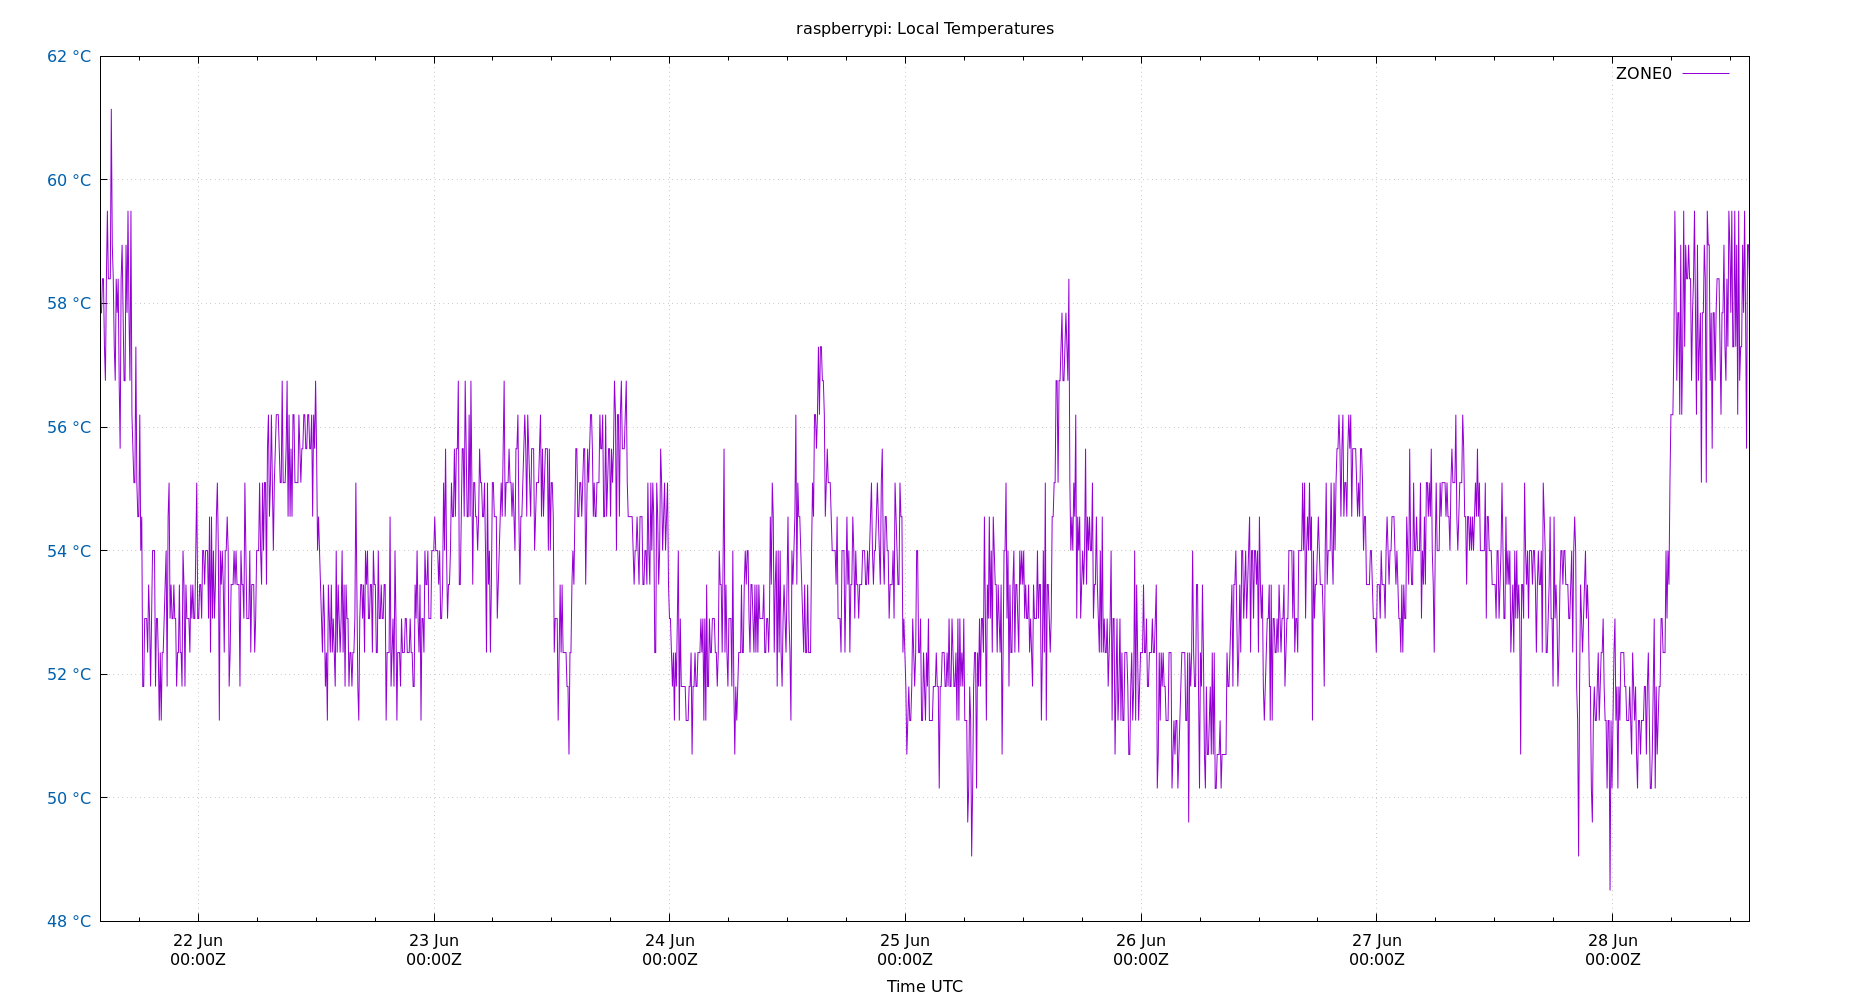 raspberrypi: Local Temperatures
62 °C
ZONE0
60 °C
58 °C
56 °C
54 °C
52 °C
50 °C
48 °C
22 Jun 23 Jun 24 Jun 25 Jun 26 Jun 27 Jun 28 Jun
00:00Z 00:00Z 00:00Z 00:00Z 00:00Z 00:00Z 00:00Z
Time UTC